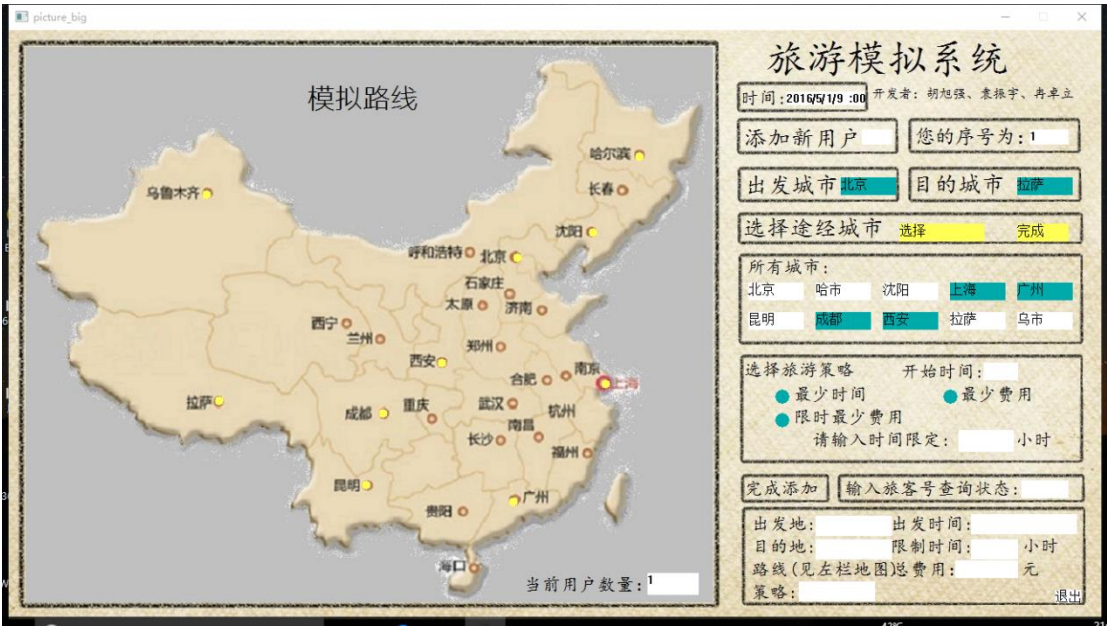 picture_big
模拟路线
哈尔滨
长春
乌鲁木齐
沈阳
呼和浩特
北京
石家庄
太原
济南
西宁
兰州
郑州
西安
南京
合肥
上海
拉萨
成都
重庆
武汉
杭州
南昌
长沙
福州
昆明
广州
贵阳
海口
当前用户数量:1
旅游模拟系统
时间:2016/5/1/9 :00
开发者: 胡旭强、袁振宇、冉卓立
添加新用户
您的序号为:1
出发城市 北京
目的城市 拉萨
选择途经城市 选择 完成
所有城市:
北京 哈市 沈阳 上海 广州
昆明 成都 西安 拉萨 乌市
选择旅游策略 开始时间:
最少时间 最少费用
限时最少费用
请输入时间限定: 小时
完成添加
输入旅客号查询状态:
出发地: 出发时间:
目的地: 限制时间: 小时
路线(见左栏地图)总费用: 元
策略:
退出